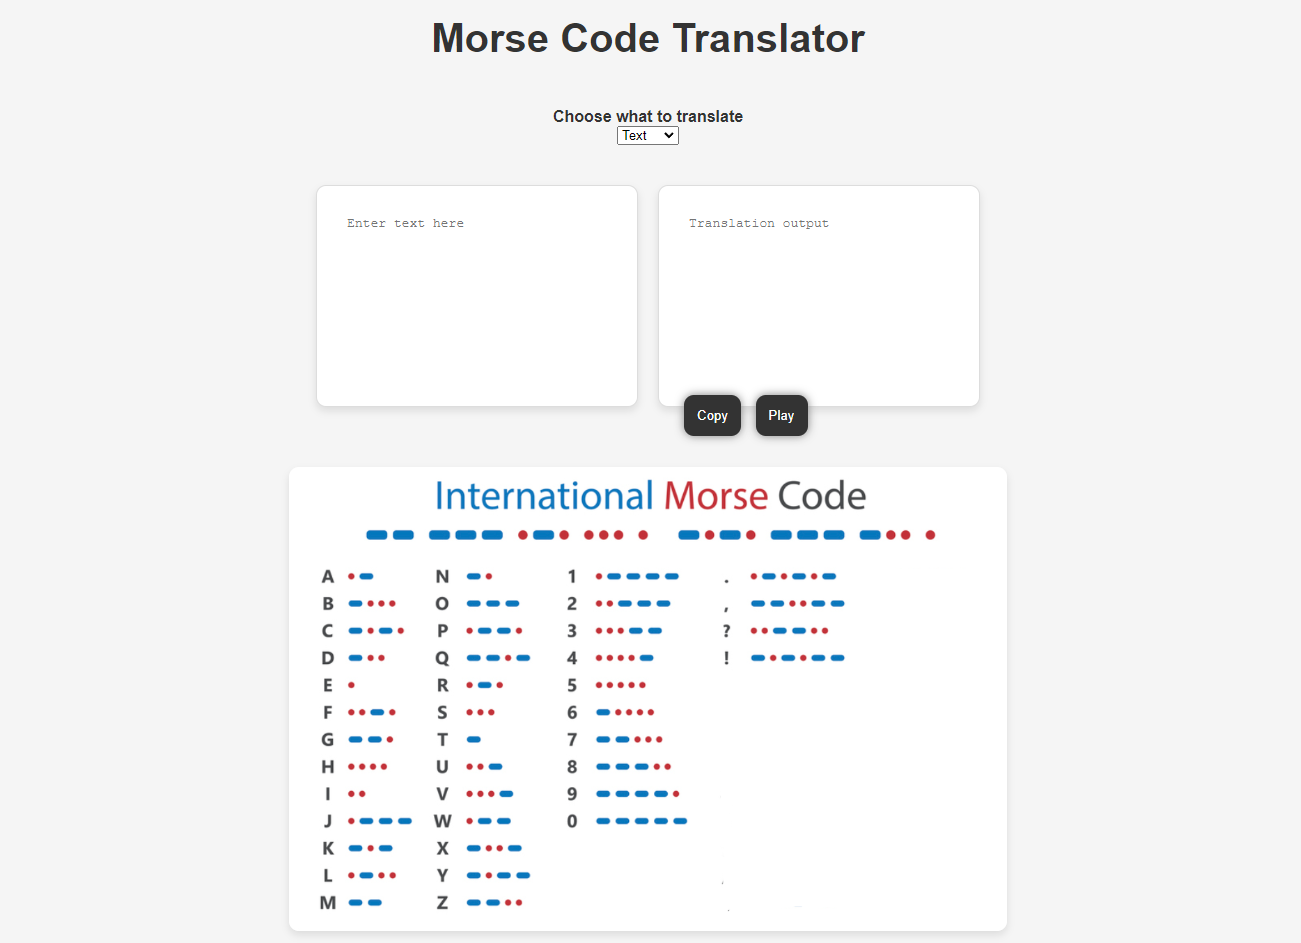 Morse Code Translator
Choose what to translate
Text
Enter text here
Translation output
Copy
Play
International Morse Code
▬ ▬  ▬ ▬ ▬  • ▬ •  • • •  •    ▬ • ▬ •  ▬ ▬ ▬  ▬ • •  •
A • ▬  N ▬ •  1 • ▬ ▬ ▬ ▬  . • ▬ • ▬ • ▬
B ▬ • • •  O ▬ ▬ ▬  2 • • ▬ ▬ ▬  , ▬ ▬ • • ▬ ▬
C ▬ • ▬ •  P • ▬ ▬ •  3 • • • ▬ ▬  ? • • ▬ ▬ • •
D ▬ • •  Q ▬ ▬ • ▬  4 • • • • ▬  ! ▬ • ▬ • ▬ ▬
E •  R • ▬ •  5 • • • • •
F • • ▬ •  S • • •  6 ▬ • • • •
G ▬ ▬ •  T ▬  7 ▬ ▬ • • •
H • • • •  U • • ▬  8 ▬ ▬ ▬ • •
I • •  V • • • ▬  9 ▬ ▬ ▬ ▬ •
J • ▬ ▬ ▬  W • ▬ ▬  0 ▬ ▬ ▬ ▬ ▬
K ▬ • ▬  X ▬ • • ▬
L • ▬ • •  Y ▬ • ▬ ▬
M ▬ ▬  Z ▬ ▬ • •